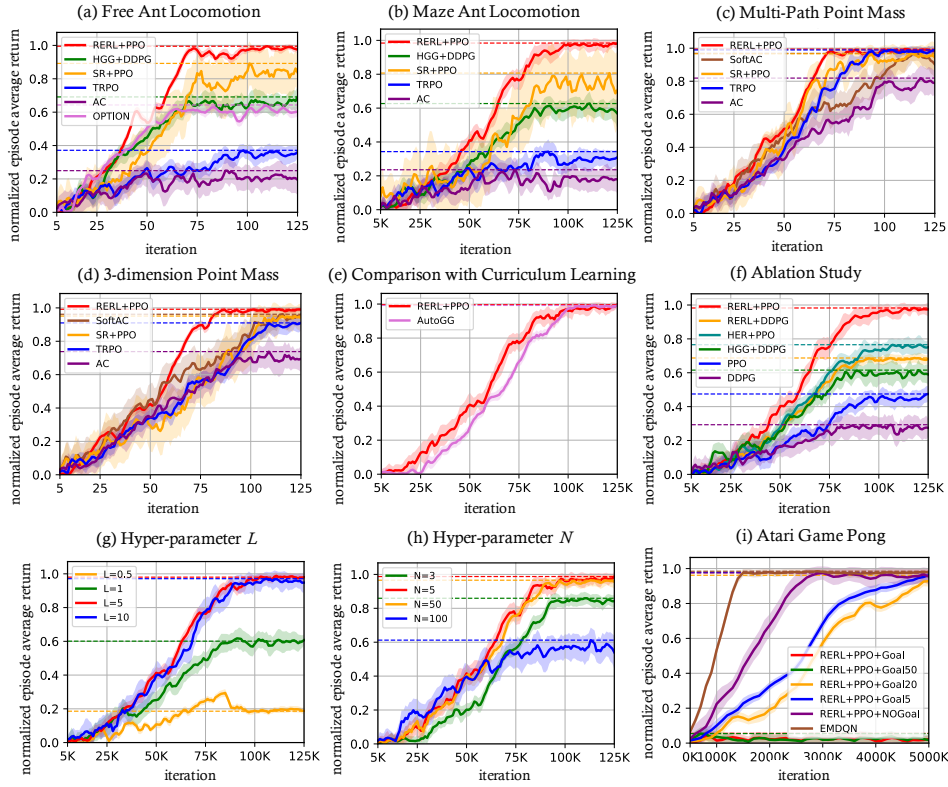 (a) Free Ant Locomotion
normalized episode average return
1.0
0.8
0.6
0.4
0.2
0.0
RERL+PPO
HGG+DDPG
SR+PPO
TRPO
AC
OPTION
5 25 50 75 100 125
iteration
(b) Maze Ant Locomotion
normalized episode average return
1.0
0.8
0.6
0.4
0.2
0.0
RERL+PPO
HGG+DDPG
SR+PPO
TRPO
AC
5K 25K 50K 75K 100K 125K
iteration
(c) Multi-Path Point Mass
normalized episode average return
1.0
0.8
0.6
0.4
0.2
0.0
RERL+PPO
SoftAC
SR+PPO
TRPO
AC
5 25 50 75 100 125
iteration
(d) 3-dimension Point Mass
normalized episode average return
1.0
0.8
0.6
0.4
0.2
0.0
RERL+PPO
SoftAC
SR+PPO
TRPO
AC
5 25 50 75 100 125
iteration
(e) Comparison with Curriculum Learning
normalized episode average return
1.0
0.8
0.6
0.4
0.2
0.0
RERL+PPO
AutoGG
5K 25K 50K 75K 100K 125K
iteration
(f) Ablation Study
normalized episode average return
1.0
0.8
0.6
0.4
0.2
0.0
RERL+PPO
RERL+DDPG
HER+PPO
HGG+DDPG
PPO
DDPG
5K 25K 50K 75K 100K 125K
iteration
(g) Hyper-parameter L
normalized episode average return
1.0
0.8
0.6
0.4
0.2
0.0
L=0.5
L=1
L=5
L=10
5K 25K 50K 75K 100K 125K
iteration
(h) Hyper-parameter N
normalized episode average return
1.0
0.8
0.6
0.4
0.2
0.0
N=3
N=5
N=50
N=100
5K 25K 50K 75K 100K 125K
iteration
(i) Atari Game Pong
normalized episode average return
1.0
0.8
0.6
0.4
0.2
0.0
RERL+PPO+Goal
RERL+PPO+Goal50
RERL+PPO+Goal20
RERL+PPO+Goal5
RERL+PPO+NOGoal
EMDQN
0K 1000K 2000K 3000K 4000K 5000K
iteration